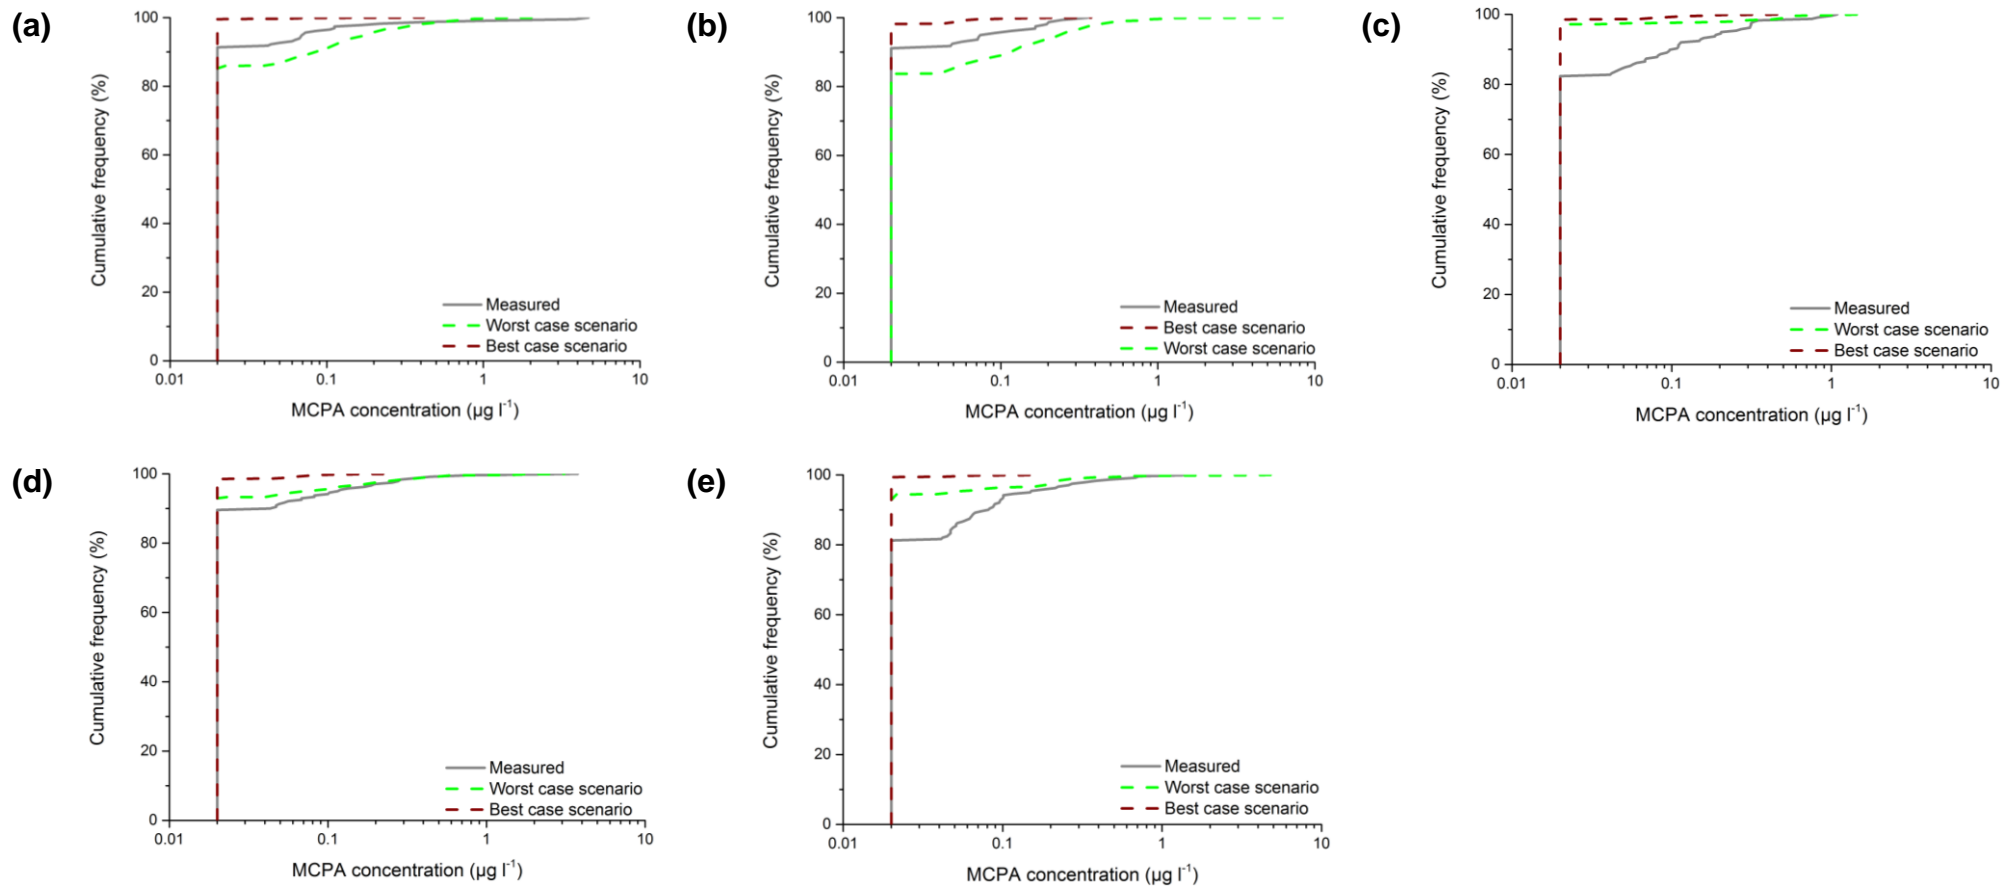 (a)
Cumulative frequency (%)
100
80
60
40
20
0
0.01
0.1
1
10
MCPA concentration (µg l⁻¹)
Measured
Worst case scenario
Best case scenario
(b)
Cumulative frequency (%)
100
80
60
40
20
0
0.01
0.1
1
10
MCPA concentration (µg l⁻¹)
Measured
Best case scenario
Worst case scenario
(c)
Cumulative frequency (%)
100
80
60
40
20
0
0.01
0.1
1
10
MCPA concentration (µg l⁻¹)
Measured
Worst case scenario
Best case scenario
(d)
Cumulative frequency (%)
100
80
60
40
20
0
0.01
0.1
1
10
MCPA concentration (µg l⁻¹)
Measured
Worst case scenario
Best case scenario
(e)
Cumulative frequency (%)
100
80
60
40
20
0
0.01
0.1
1
10
MCPA concentration (µg l⁻¹)
Measured
Worst case scenario
Best case scenario